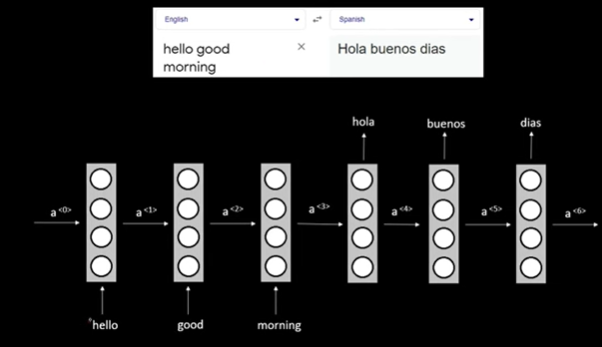 English
Spanish
hello good
morning
Hola buenos dias
hola
buenos
dias
a<0>
a<1>
a<2>
a<3>
a<4>
a<5>
a<6>
hello
good
morning